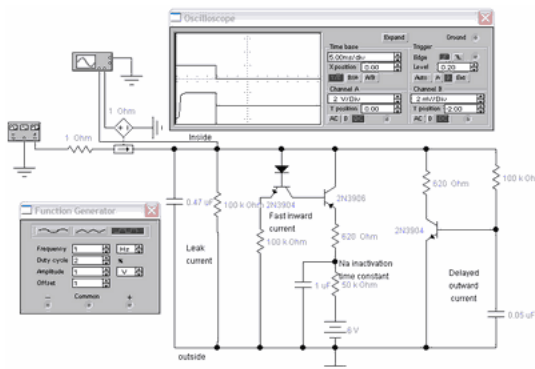 Oscilloscope
Expand
Ground
Time base
5.00ms/div
X position 0.00
Y/T B/A A/B
Trigger
Edge
Level 0.20
Auto A B Ext
Channel A
2 V/Div
Y position 0.00
AC 0 DC
Channel B
2 mV/Div
Y position -2.00
AC 0 DC
1 Ohm
1 Ohm
Inside
0.47 uF
100 k Ohm
Leak
current
2N3904
Fast inward
current
100 k Ohm
2N3906
620 Ohm
Na inactivation
time constant
1 uF
50 k Ohm
6 V
620 Ohm
2N3904
100 k Ohm
Delayed
outward
current
0.05 uF
outside
Function Generator
Frequency 1 Hz
Duty cycle 2 %
Amplitude 1 V
Offset 1
- Common +